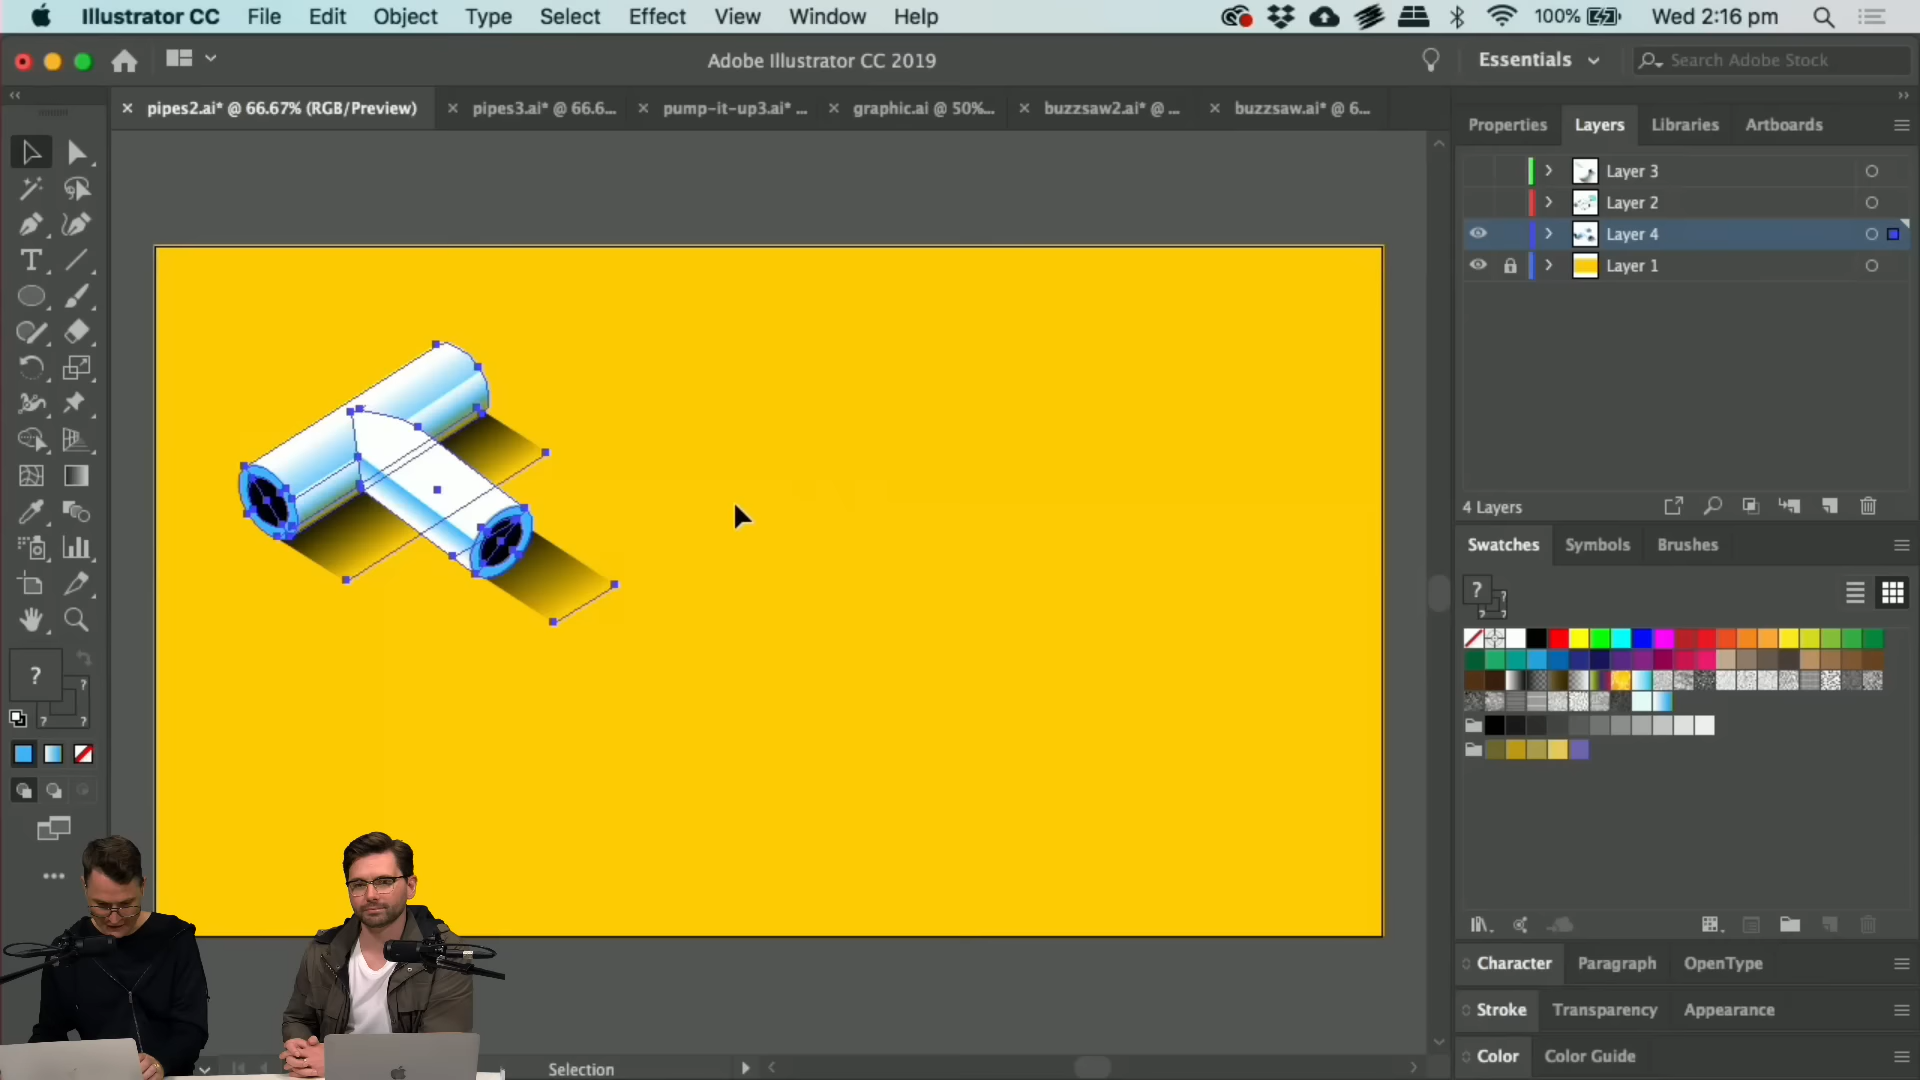 Illustrator CC File Edit Object Type Select Effect View Window Help 100% Wed 2:16 pm
Adobe Illustrator CC 2019 Essentials Search Adobe Stock
pipes2.ai* @ 66.67% (RGB/Preview) pipes3.ai* @ 66.6... pump-it-up3.ai* ... graphic.ai @ 50%... buzzsaw2.ai* @ ... buzzsaw.ai* @ 6...
Properties Layers Libraries Artboards
Layer 3
Layer 2
Layer 4
Layer 1
4 Layers
Swatches Symbols Brushes
Character Paragraph OpenType
Stroke Transparency Appearance
Color Color Guide
Selection